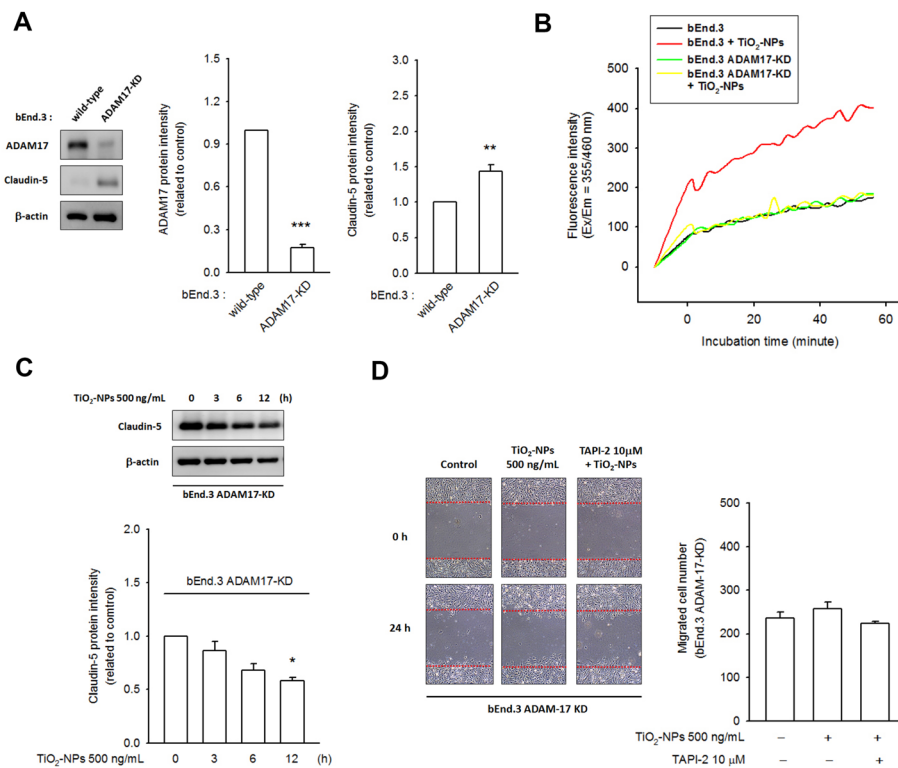 A
bEnd.3 : wild-type ADAM17-KD
ADAM17
Claudin-5
β-actin
ADAM17 protein intensity
(related to control)
1.5
1.2
0.9
0.6
0.3
0.0
***
bEnd.3 : wild-type ADAM17-KD
Claudin-5 protein intensity
(related to control)
3.0
2.5
2.0
1.5
1.0
0.5
0.0
**
bEnd.3 : wild-type ADAM17-KD
B
bEnd.3
bEnd.3 + TiO₂-NPs
bEnd.3 ADAM17-KD
bEnd.3 ADAM17-KD
+ TiO₂-NPs
Fluorescence intensity
(Ex/Em = 355/460 nm)
500
400
300
200
100
0
0 20 40 60
Incubation time (minute)
C
TiO₂-NPs 500 ng/mL 0 3 6 12 (h)
Claudin-5
β-actin
bEnd.3 ADAM17-KD
Claudin-5 protein intensity
(related to control)
2.0
1.5
1.0
0.5
0.0
bEnd.3 ADAM17-KD
*
TiO₂-NPs 500 ng/mL 0 3 6 12 (h)
D
Control
TiO₂-NPs
500 ng/mL
TAPI-2 10μM
+ TiO₂-NPs
0 h
24 h
bEnd.3 ADAM-17 KD
Migrated cell number
(bEnd.3 ADAM-17-KD)
500
400
300
200
100
0
TiO₂-NPs 500 ng/mL – + +
TAPI-2 10 μM – – +